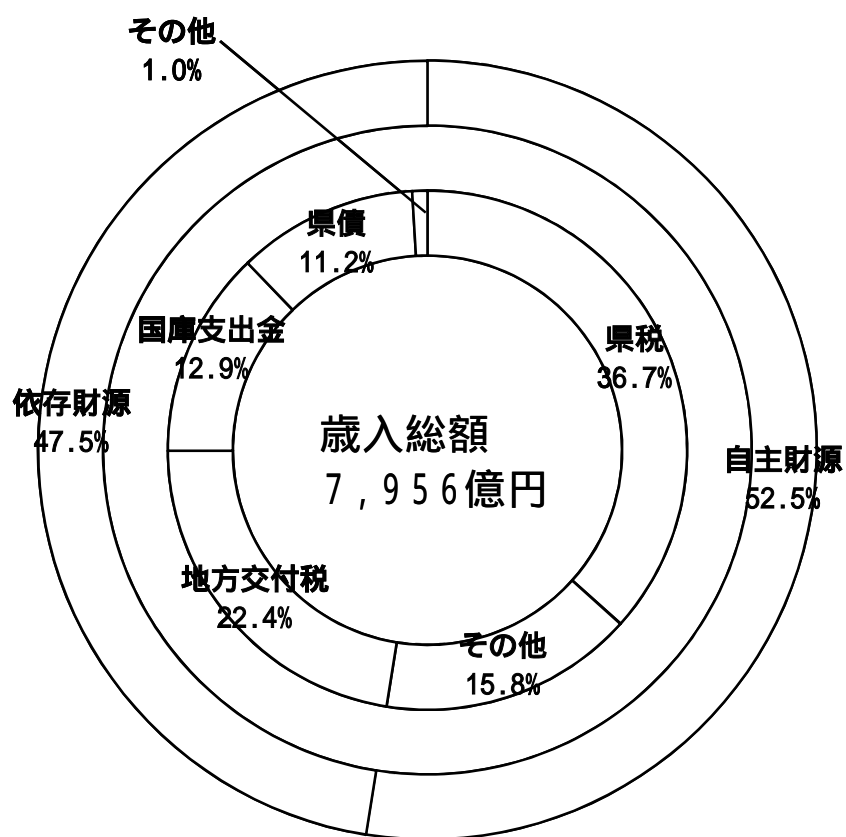 その他
1.0%
県債
11.2%
国庫支出金
12.9%
県税
36.7%
依存財源
47.5%
歳入総額
7,956億円
自主財源
52.5%
地方交付税
22.4%
その他
15.8%